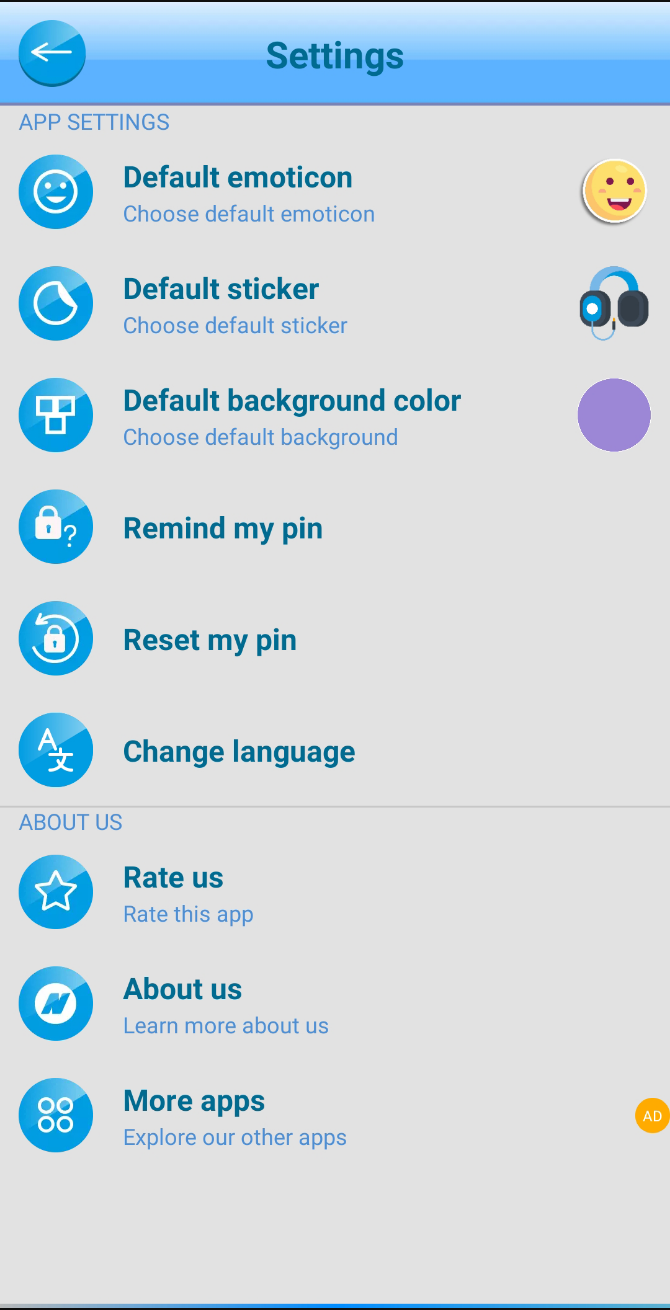 Settings
APP SETTINGS
Default emoticon
Choose default emoticon
Default sticker
Choose default sticker
Default background color
Choose default background
Remind my pin
Reset my pin
Change language
ABOUT US
Rate us
Rate this app
About us
Learn more about us
More apps
Explore our other apps
AD